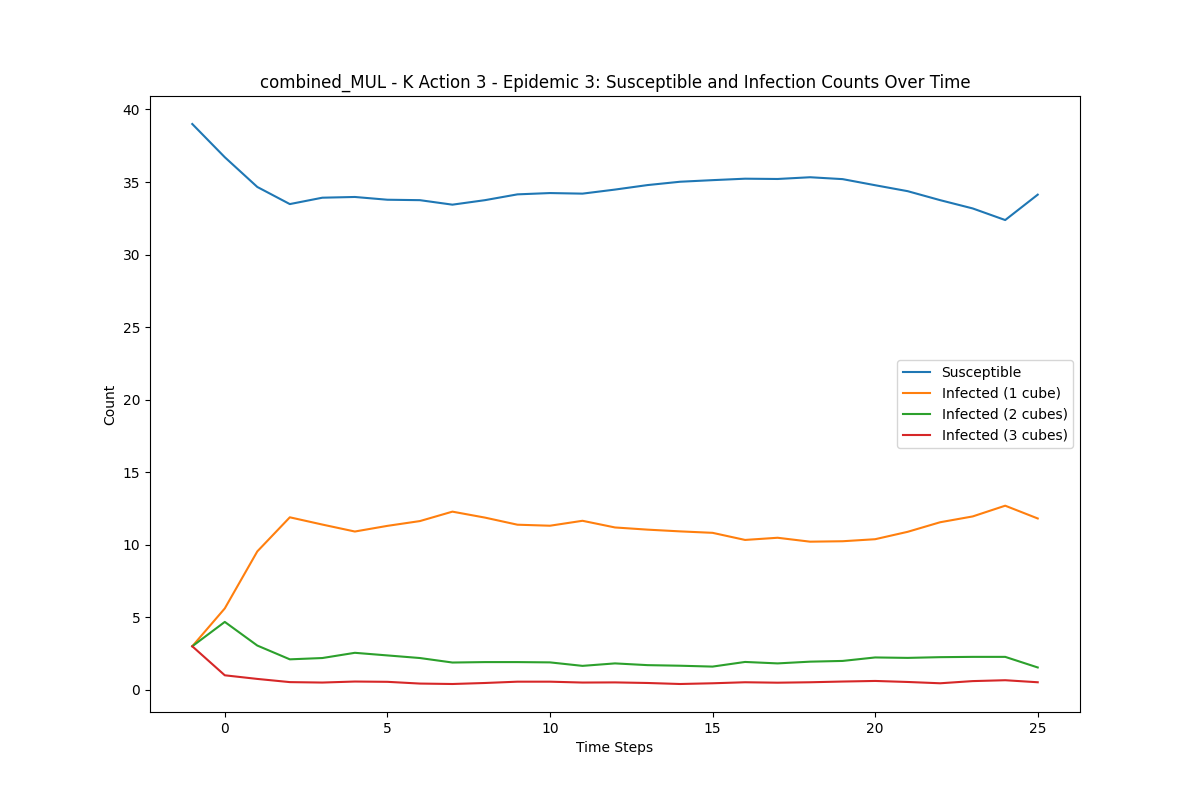 combined_MUL - K Action 3 - Epidemic 3: Susceptible and Infection Counts Over Time
40
35
30
25
20
15
10
5
0
Count
Susceptible
Infected (1 cube)
Infected (2 cubes)
Infected (3 cubes)
0 5 10 15 20 25
Time Steps